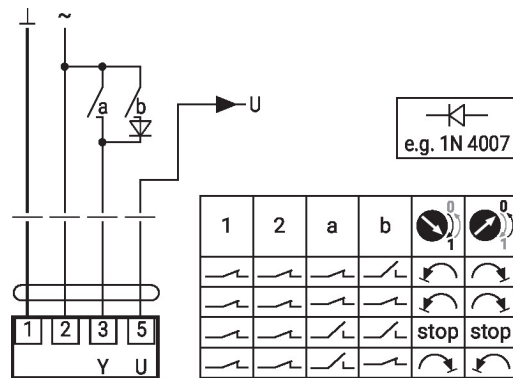 ⊥ ~
a b
U
e.g. 1N 4007
1 2 3 5
Y U
1 2 a b 0 1 0 1
stop stop